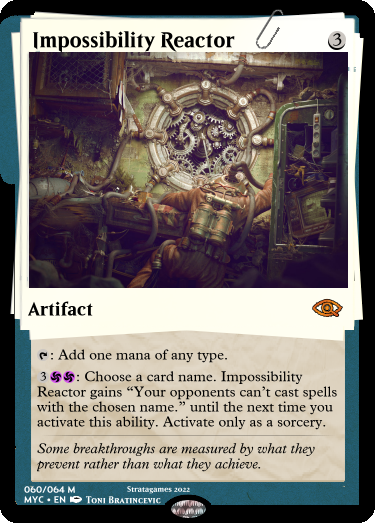 Impossibility Reactor 3
Artifact
: Add one mana of any type.
3 : Choose a card name. Impossibility
Reactor gains “Your opponents can’t cast spells
with the chosen name.” until the next time you
activate this ability. Activate only as a sorcery.
Some breakthroughs are measured by what they
prevent rather than what they achieve.
060/064 M Stratagames 2022
MYC • EN Toni Bratincevic